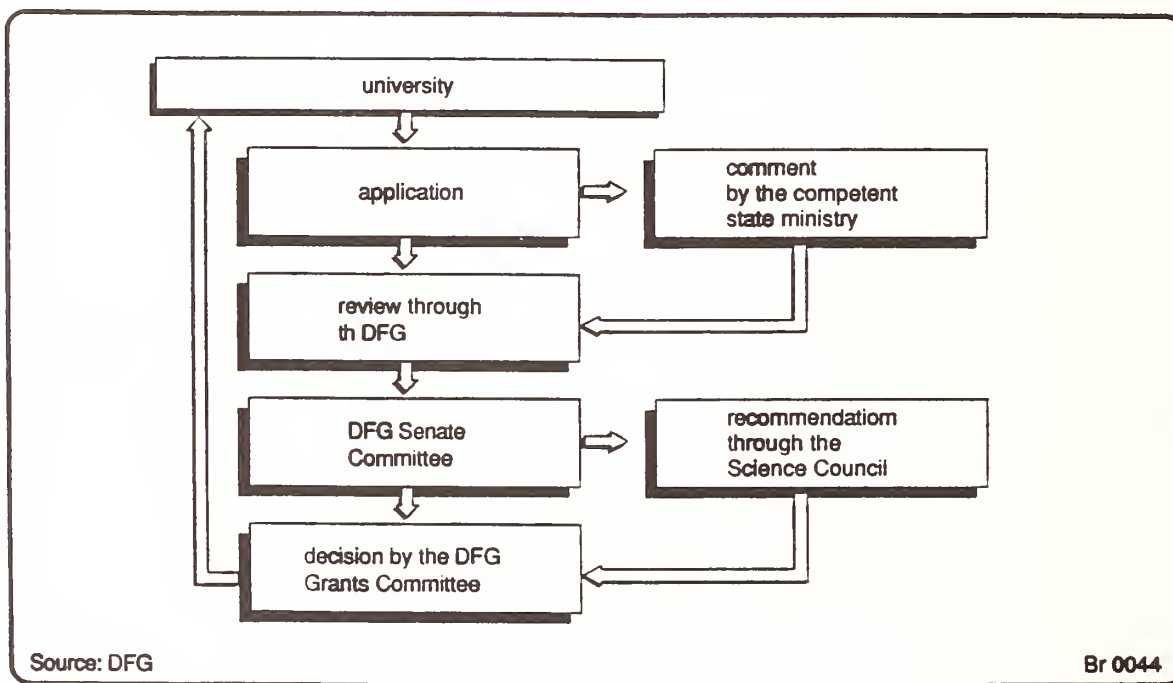 university
application
comment
by the competent
state ministry
review through
th DFG
DFG Senate
Committee
recommendatiorn
through the
Science Council
decision by the DFG
Grants Committee
Source: DFG
Br 0044